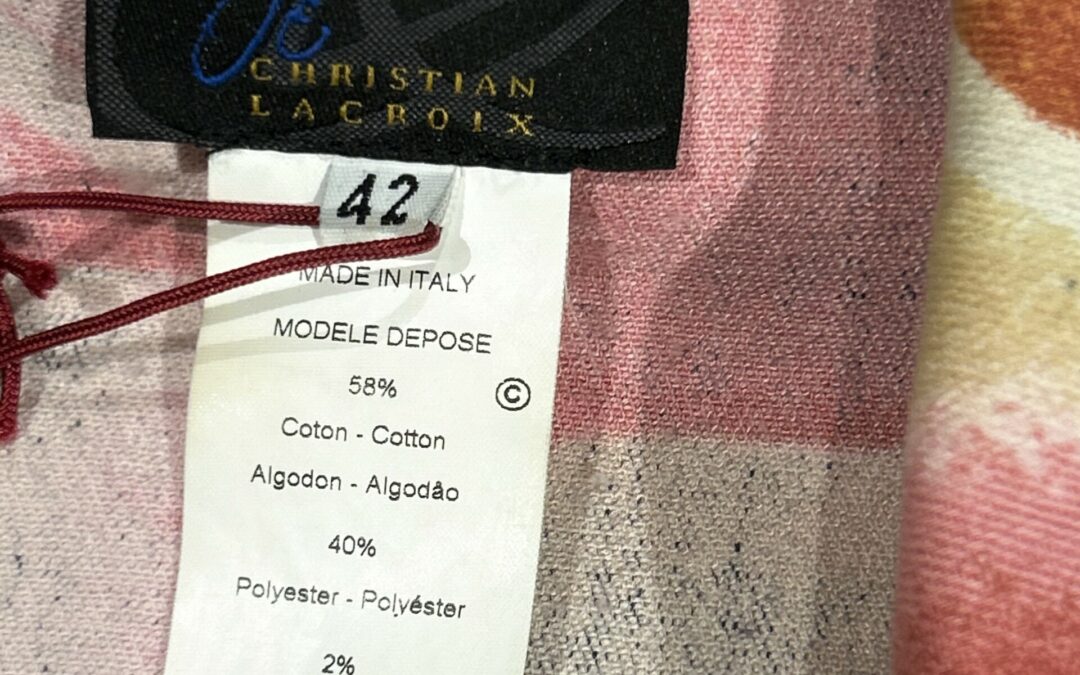 CHRISTIAN
LACROIX
42
MADE IN ITALY
MODELE DEPOSE
58%
©
Coton - Cotton
Algodon - Algodâo
40%
Polyester - Polyéster
2%